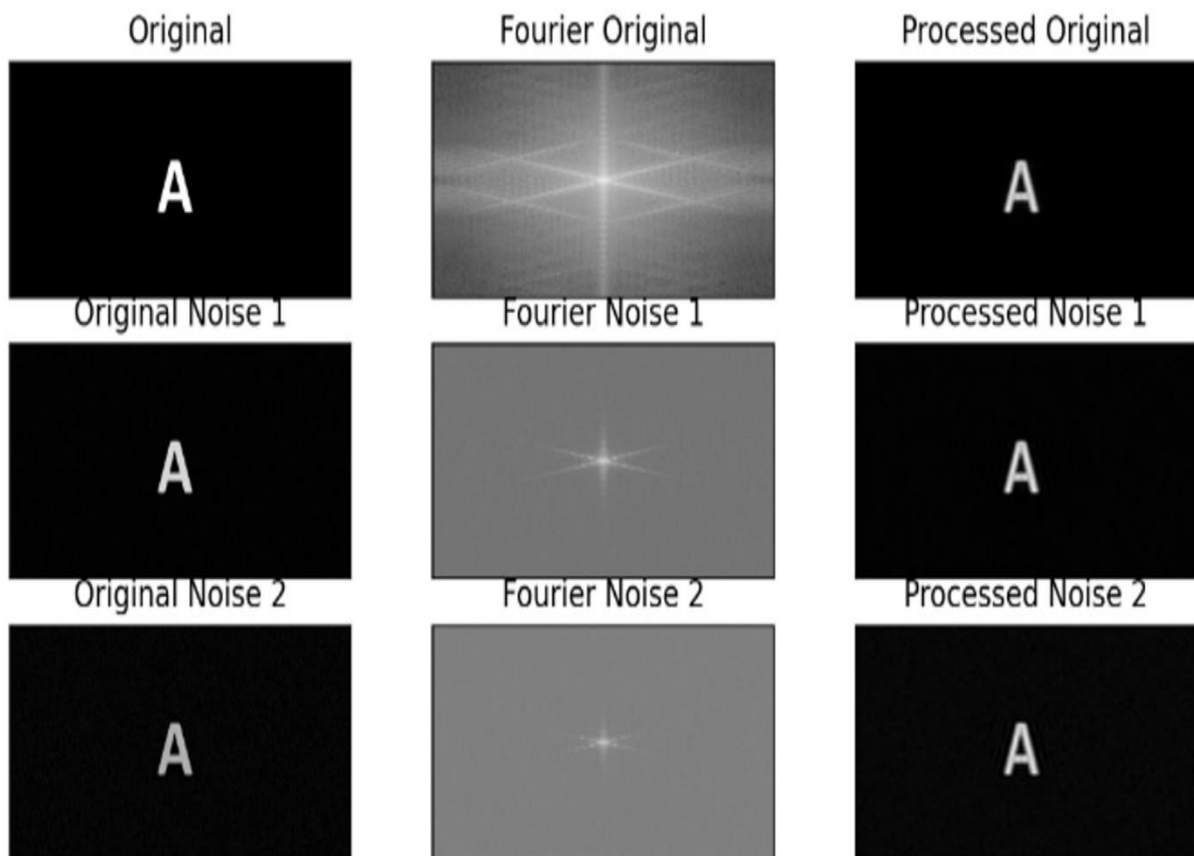 Original Fourier Original Processed Original
A A
Original Noise 1 Fourier Noise 1 Processed Noise 1
A A
Original Noise 2 Fourier Noise 2 Processed Noise 2
A A